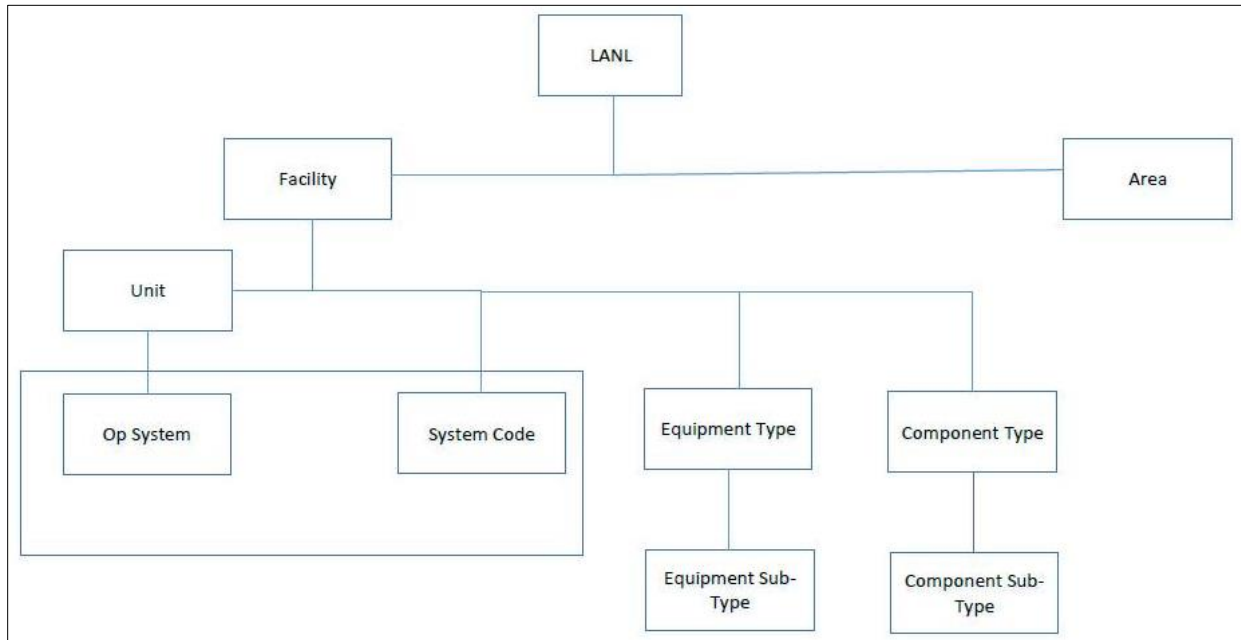 LANL
Facility
Area
Unit
Op System
System Code
Equipment Type
Component Type
Equipment Sub-
Type
Component Sub-
Type